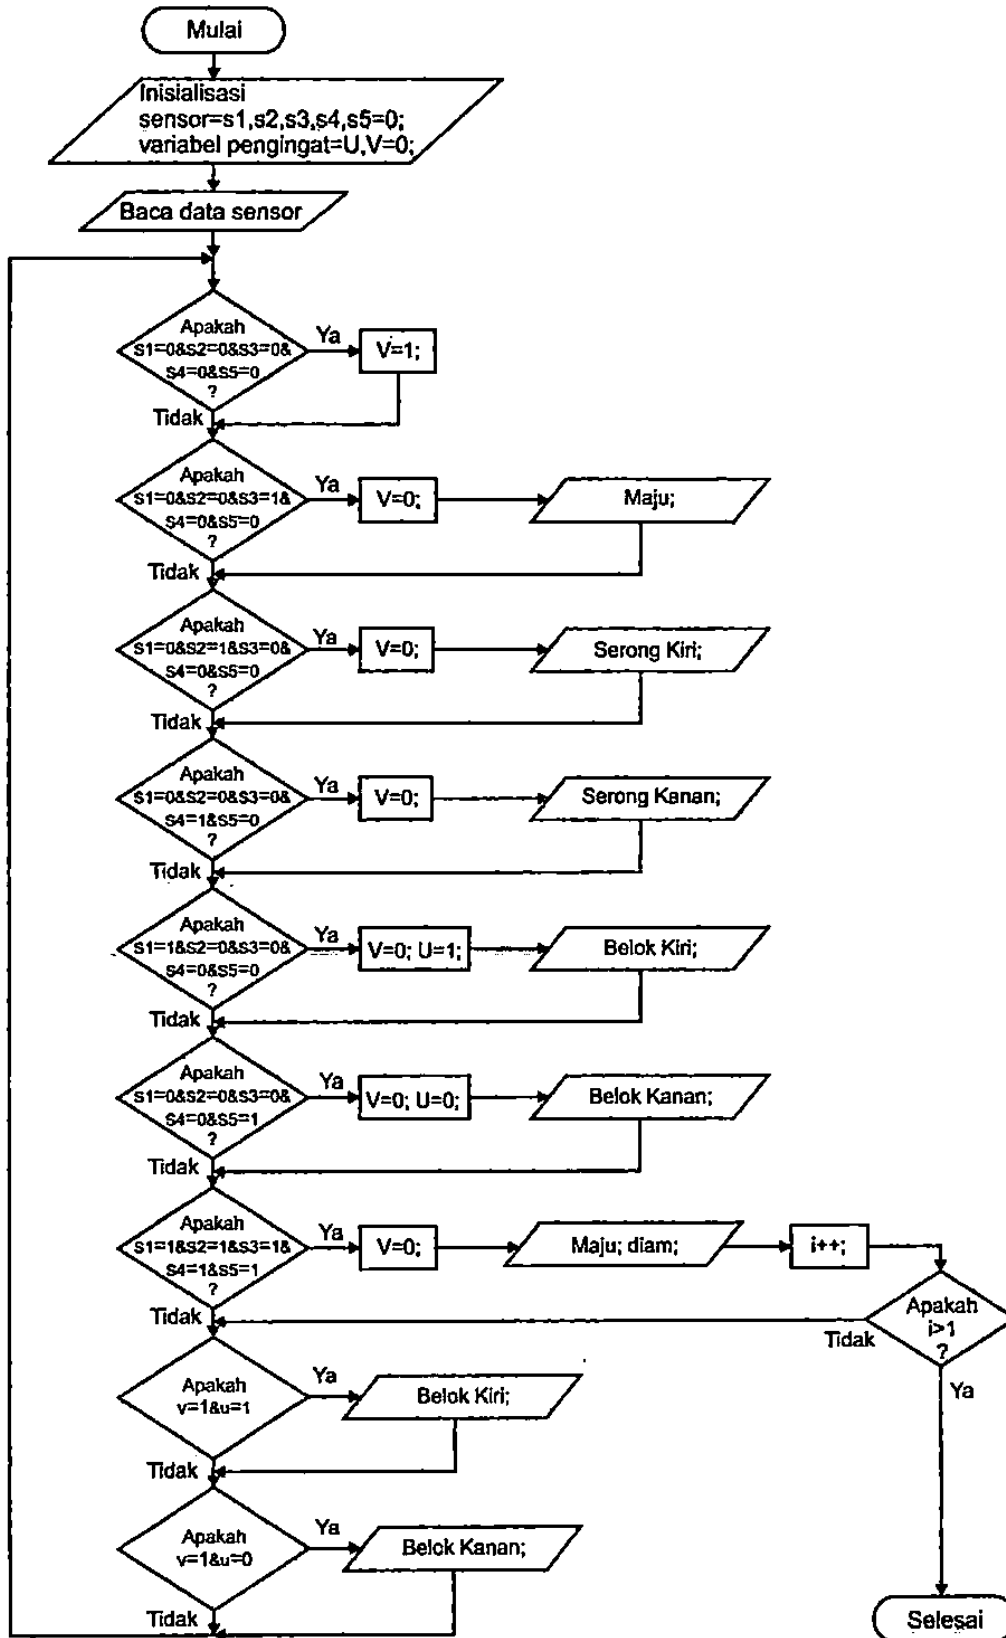 Mulai
Inisialisasi
sensor=s1,s2,s3,s4,s5=0;
variabel pengingat=U,V=0;
Baca data sensor
Apakah
s1=0&s2=0&s3=0&
s4=0&s5=0
?
Ya
V=1;
Tidak
Apakah
s1=0&s2=0&s3=1&
s4=0&s5=0
?
Ya
V=0;
Maju;
Tidak
Apakah
s1=0&s2=1&s3=0&
s4=0&s5=0
?
Ya
V=0;
Serong Kiri;
Tidak
Apakah
s1=0&s2=0&s3=0&
s4=1&s5=0
?
Ya
V=0;
Serong Kanan;
Tidak
Apakah
s1=1&s2=0&s3=0&
s4=0&s5=0
?
Ya
V=0; U=1;
Belok Kiri;
Tidak
Apakah
s1=0&s2=0&s3=0&
s4=0&s5=1
?
Ya
V=0; U=0;
Belok Kanan;
Tidak
Apakah
s1=1&s2=1&s3=1&
s4=1&s5=1
?
Ya
V=0;
Maju; diam;
i++;
Apakah
i>1
?
Tidak
Ya
Tidak
Apakah
v=1&u=1
Ya
Belok Kiri;
Tidak
Apakah
v=1&u=0
Ya
Belok Kanan;
Tidak
Selesai